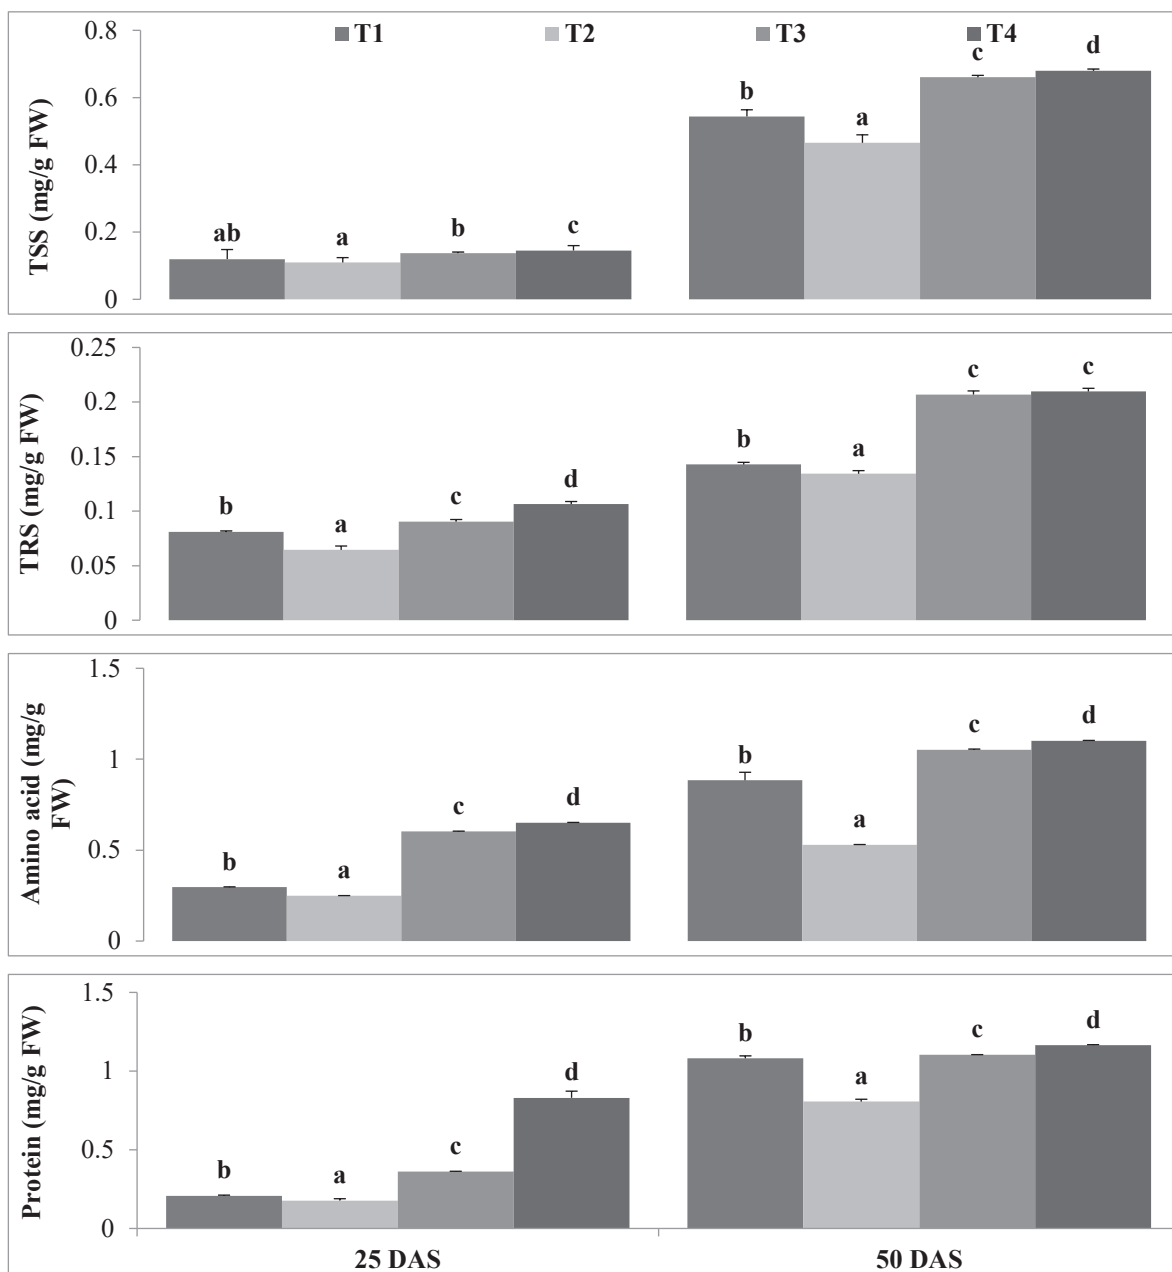 TSS (mg/g FW)
T1 T2 T3 T4
0.8
0.6
0.4
0.2
0
ab a b c b a c d
TRS (mg/g FW)
0.25
0.2
0.15
0.1
0.05
0
b a c d b a c c
Amino acid (mg/g
FW)
1.5
1
0.5
0
b a c d b a c d
Protein (mg/g FW)
1.5
1
0.5
0
b a c d b a c d
25 DAS 50 DAS